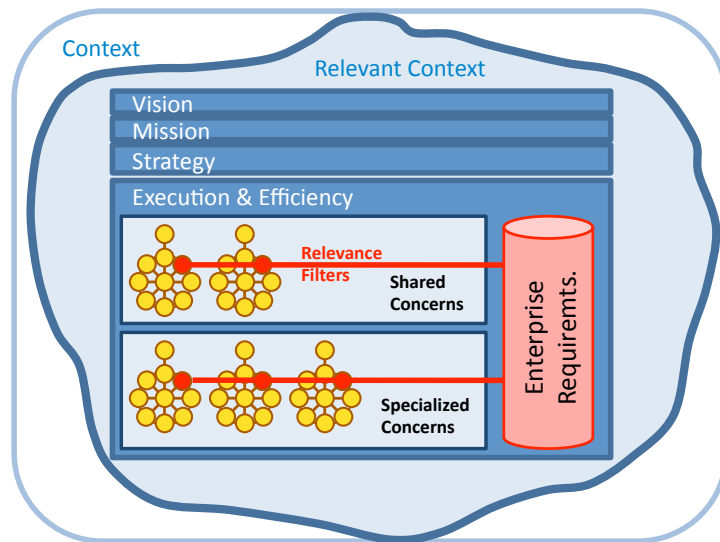 Context
Relevant Context
Vision
Mission
Strategy
Execution & Efficiency
Relevance
Filters
Shared
Concerns
Specialized
Concerns
Enterprise
Requiremts.